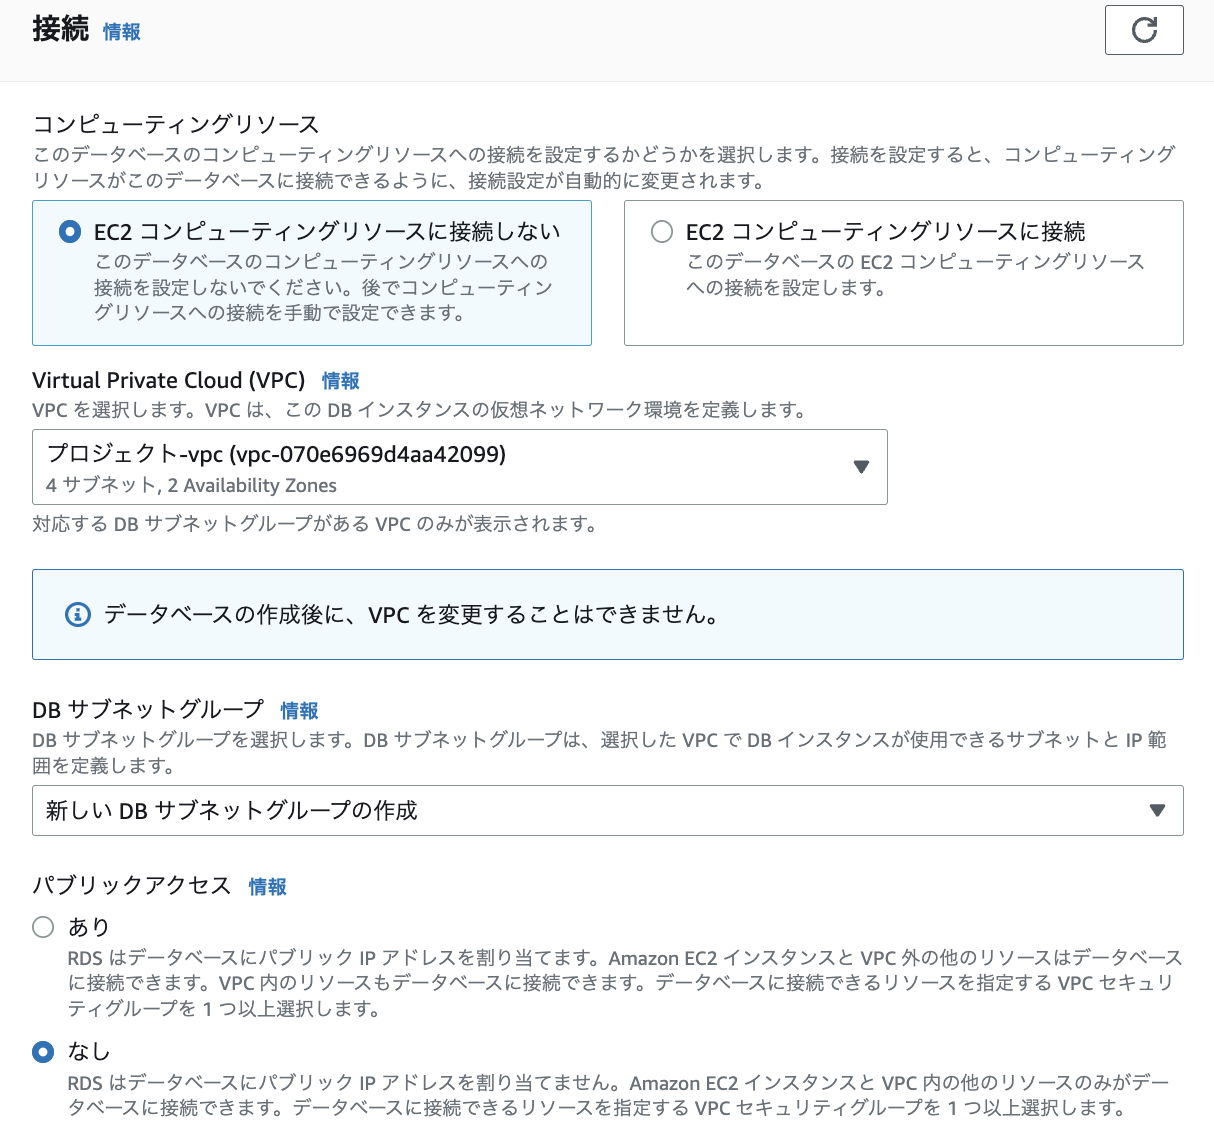 接続 情報
コンピューティングリソース
このデータベースのコンピューティングリソースへの接続を設定するかどうかを選択します。接続を設定すると、コンピューティング
リソースがこのデータベースに接続できるように、接続設定が自動的に変更されます。
EC2 コンピューティングリソースに接続しない
このデータベースのコンピューティングリソースへの
接続を設定しないでください。後でコンピューティン
グリソースへの接続を手動で設定できます。
EC2 コンピューティングリソースに接続
このデータベースの EC2 コンピューティングリソース
への接続を設定します。
Virtual Private Cloud (VPC) 情報
VPC を選択します。VPC は、この DB インスタンスの仮想ネットワーク環境を定義します。
プロジェクト-vpc (vpc-070e6969d4aa42099)
4 サブネット, 2 Availability Zones
対応する DB サブネットグループがある VPC のみが表示されます。
データベースの作成後に、VPC を変更することはできません。
DB サブネットグループ 情報
DB サブネットグループを選択します。DB サブネットグループは、選択した VPC で DB インスタンスが使用できるサブネットと IP 範
囲を定義します。
新しい DB サブネットグループの作成
パブリックアクセス 情報
あり
RDS はデータベースにパブリック IP アドレスを割り当てます。Amazon EC2 インスタンスと VPC 外の他のリソースはデータベース
に接続できます。VPC 内のリソースもデータベースに接続できます。データベースに接続できるリソースを指定する VPC セキュリ
ティグループを 1 つ以上選択します。
なし
RDS はデータベースにパブリック IP アドレスを割り当てません。Amazon EC2 インスタンスと VPC 内の他のリソースのみがデー
タベースに接続できます。データベースに接続できるリソースを指定する VPC セキュリティグループを 1 つ以上選択します。